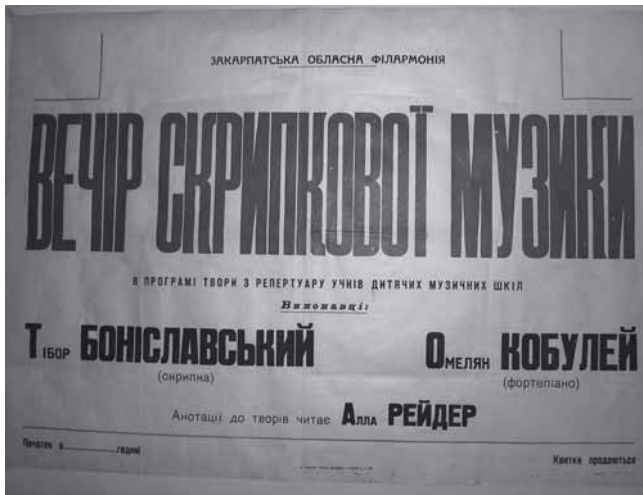 ЗАКАРПАТСЬКА ОБЛАСНА ФІЛАРМОНІЯ
ВЕЧІР СКРИПКОВОЇ МУЗИКИ
В ПРОГРАМІ ТВОРИ З РЕПЕРТУАРУ УЧНІВ ДИТЯЧИХ МУЗИЧНИХ ШКІЛ
Виконавці:
ТІБОР БОНІСЛАВСЬКИЙ ОМЕЛЯН КОБУЛЕЙ
(скрипка) (фортепіано)
Анотації до творів читає АЛЛА РЕЙДЕР
Початок в годині Квитки продаються